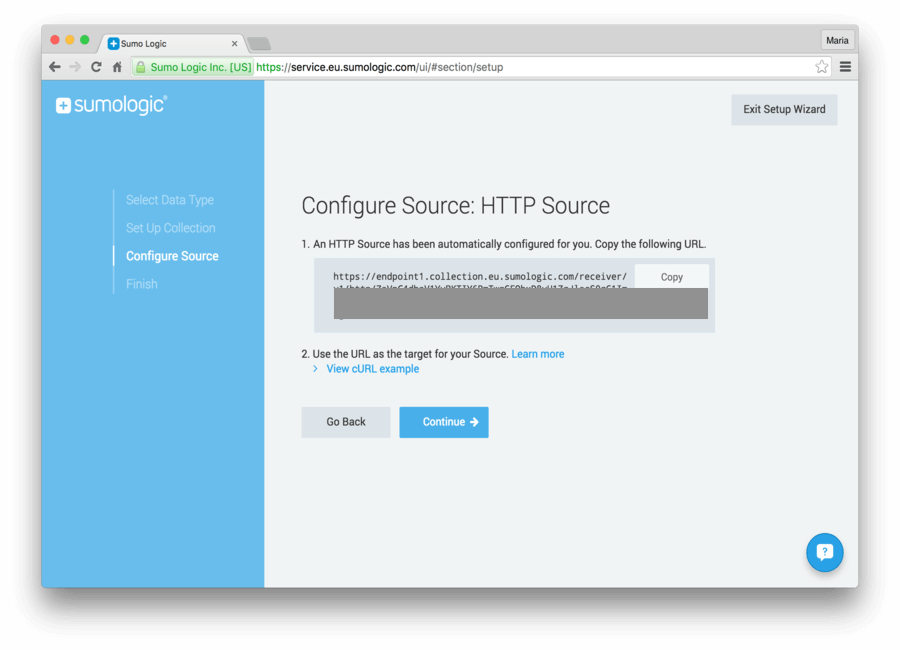 Sumo Logic
Maria
Sumo Logic Inc. [US] https://service.eu.sumologic.com/ui/#section/setup
sumologic®
Exit Setup Wizard
Select Data Type
Set Up Collection
Configure Source
Finish
Configure Source: HTTP Source
1. An HTTP Source has been automatically configured for you. Copy the following URL.
https://endpoint1.collection.eu.sumologic.com/receiver/
Copy
2. Use the URL as the target for your Source. Learn more
> View cURL example
Go Back
Continue →
?